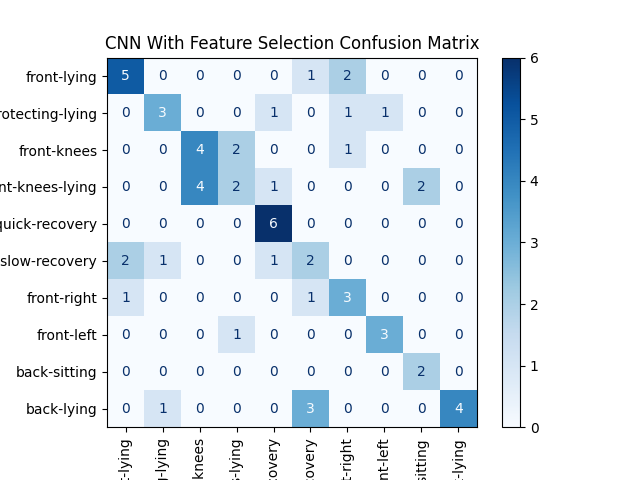 CNN With Feature Selection Confusion Matrix
front-lying 5 0 0 0 0 1 2 0 0 0
rotecting-lying 0 3 0 0 1 0 1 1 0 0
front-knees 0 0 4 2 0 0 1 0 0 0
nt-knees-lying 0 0 4 2 1 0 0 0 2 0
quick-recovery 0 0 0 0 6 0 0 0 0 0
slow-recovery 2 1 0 0 1 2 0 0 0 0
front-right 1 0 0 0 0 1 3 0 0 0
front-left 0 0 0 1 0 0 0 3 0 0
back-sitting 0 0 0 0 0 0 0 0 2 0
back-lying 0 1 0 0 0 3 0 0 0 4
t-lying
g-lying
knees
s-lying
covery
covery
t-right
nt-left
sitting
k-lying
6
5
4
3
2
1
0